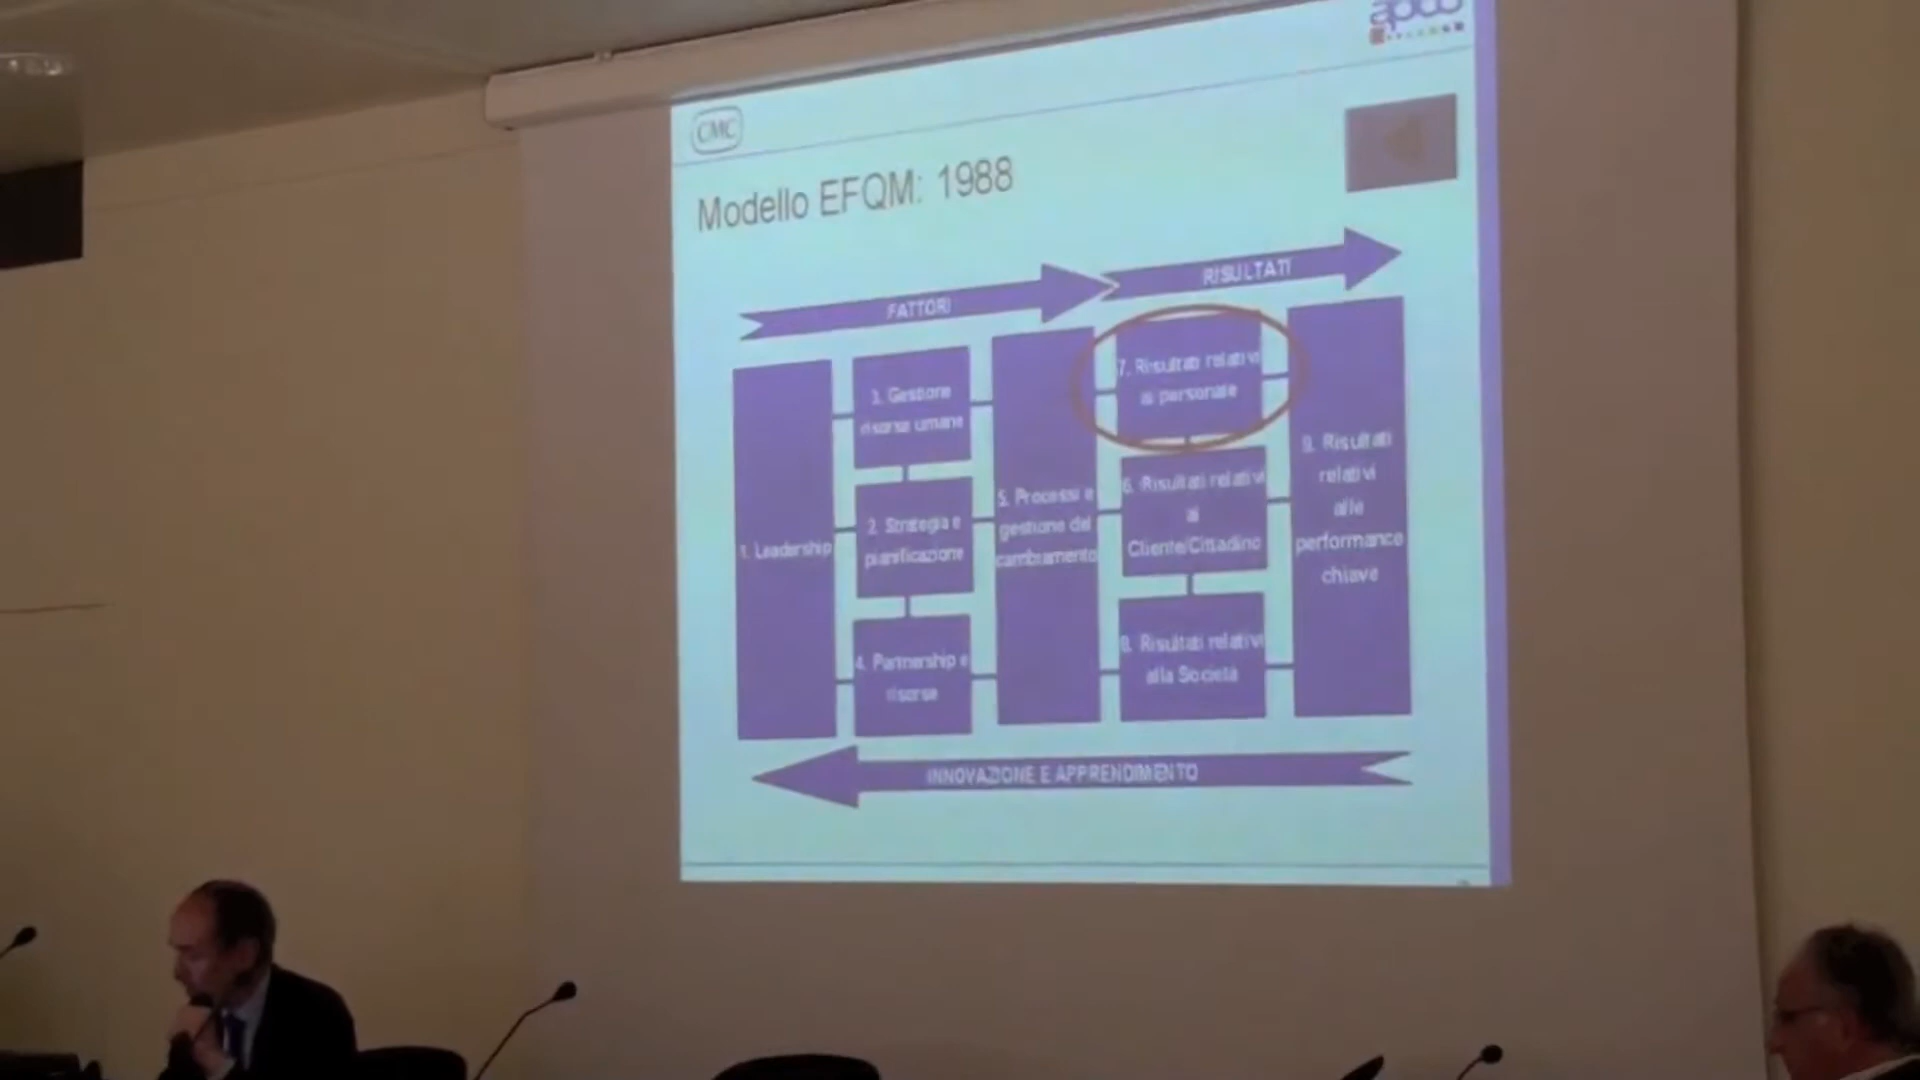 apco
CMC
Modello EFQM: 1988
FATTORI
RISULTATI
1. Leadership
3. Gestione
risorse umane
2. Strategia e
pianificazione
4. Partnership e
risorse
5. Processi e
gestione del
cambiamento
7. Risultati relativi
al personale
6. Risultati relativi
al
Cliente/Cittadino
8. Risultati relativi
alla Società
9. Risultati
relativi
alle
performance
chiave
INNOVAZIONE E APPRENDIMENTO